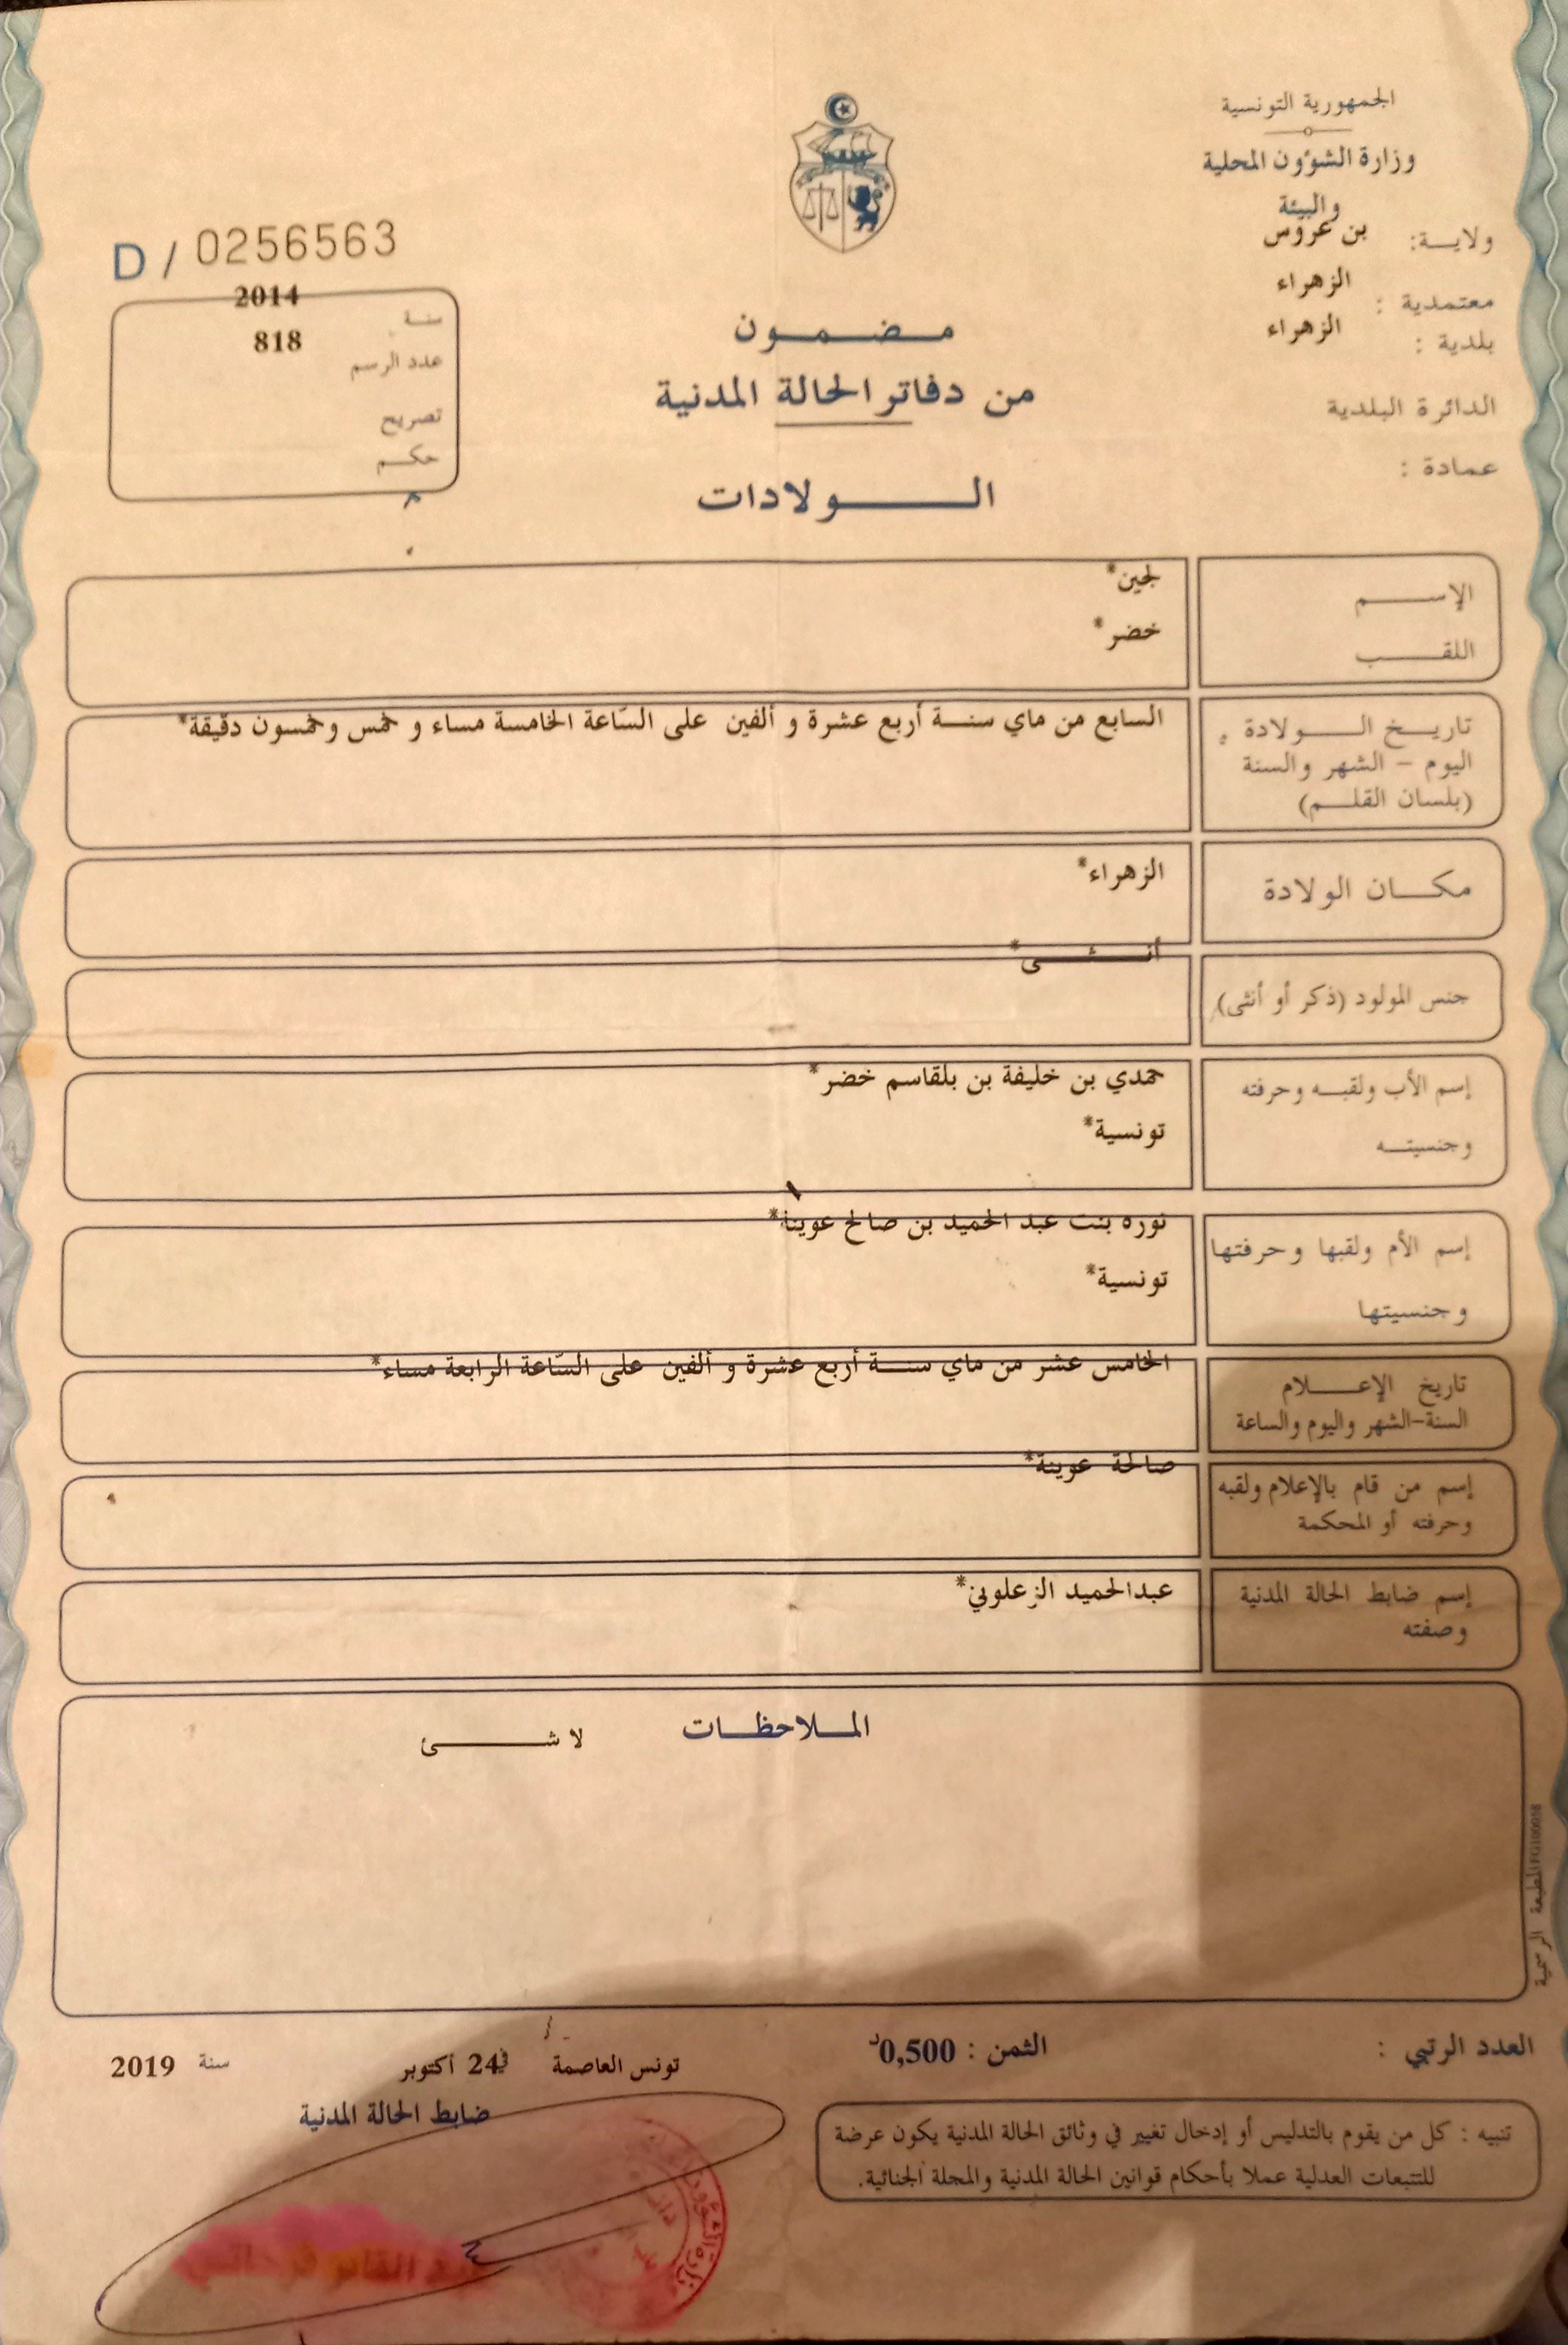 الجمهورية التونسية
وزارة الشؤون المحلية
والبيئة
ولايـة: بن عروس
معتمدية : الزهراء
بلدية : الزهراء
الدائرة البلدية
عمادة :
D / 0256563
سنة 2014
عدد الرسم 818
تصريح
حكم
مضمون
من دفاتر الحالة المدنية
الولادات
الإسم لجين*
اللقب خضر*
تاريخ الولادة السابع من ماي سنة أربع عشرة و ألفين على السّاعة الخامسة مساء و خمس وخمسون دقيقة*
اليوم - الشهر والسنة
(بلسان القلم)
مكان الولادة الزهراء*
جنس المولود (ذكر أو أنثى) أنثى*
إسم الأب ولقبه وحرفته حمدي بن خليفة بن بلقاسم خضر*
وجنسيته تونسية*
إسم الأم ولقبها وحرفتها نوره بنت عبد الحميد بن صالح عوينة*
وجنسيتها تونسية*
تاريخ الإعلام الخامس عشر من ماي سنة أربع عشرة و ألفين على السّاعة الرابعة مساء*
السنة-الشهر واليوم والساعة
إسم من قام بالإعلام ولقبه صالحة عوينة*
وحرفته أو المحكمة
إسم ضابط الحالة المدنية عبدالحميد الزعلوني*
وصفته
الملاحظات لا شئ
المطبعة الرسمية
العدد الرتبي :
الثمن : 0,500د
تونس العاصمة في 24 أكتوبر سنة 2019
ضابط الحالة المدنية
تنبيه : كل من يقوم بالتدليس أو إدخال تغيير في وثائق الحالة المدنية يكون عرضة
للتتبعات العدلية عملا بأحكام قوانين الحالة المدنية والمجلة الجنائية.